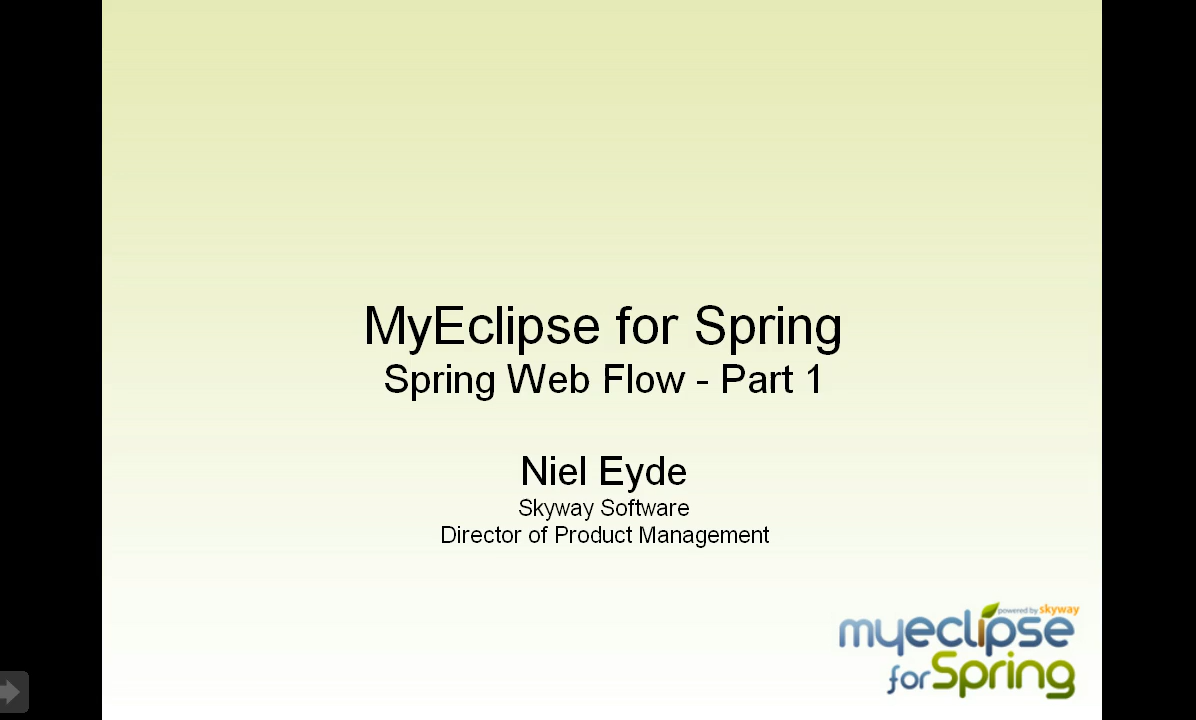 MyEclipse for Spring
Spring Web Flow - Part 1
Niel Eyde
Skyway Software
Director of Product Management
powered by skyway
myeclipse
for Spring